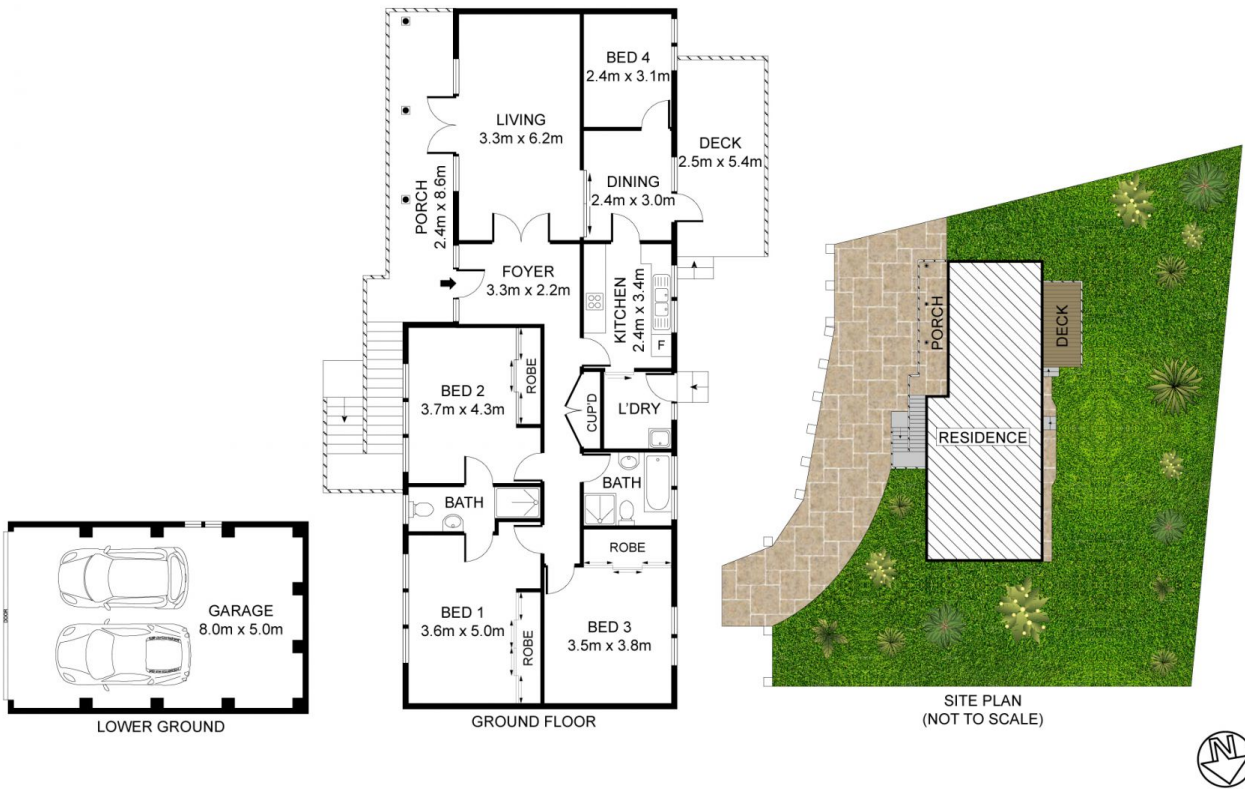 BED 4
2.4m x 3.1m
LIVING
3.3m x 6.2m
DECK
2.5m x 5.4m
DINING
2.4m x 3.0m
PORCH
2.4m x 8.6m
FOYER
3.3m x 2.2m
KITCHEN
2.4m x 3.4m
F
BED 2
3.7m x 4.3m
ROBE
CUP'D
L'DRY
BATH
BATH
ROBE
BED 1
3.6m x 5.0m
ROBE
BED 3
3.5m x 3.8m
GROUND FLOOR
DOOR
GARAGE
8.0m x 5.0m
LOWER GROUND
PORCH
DECK
RESIDENCE
SITE PLAN
(NOT TO SCALE)
N